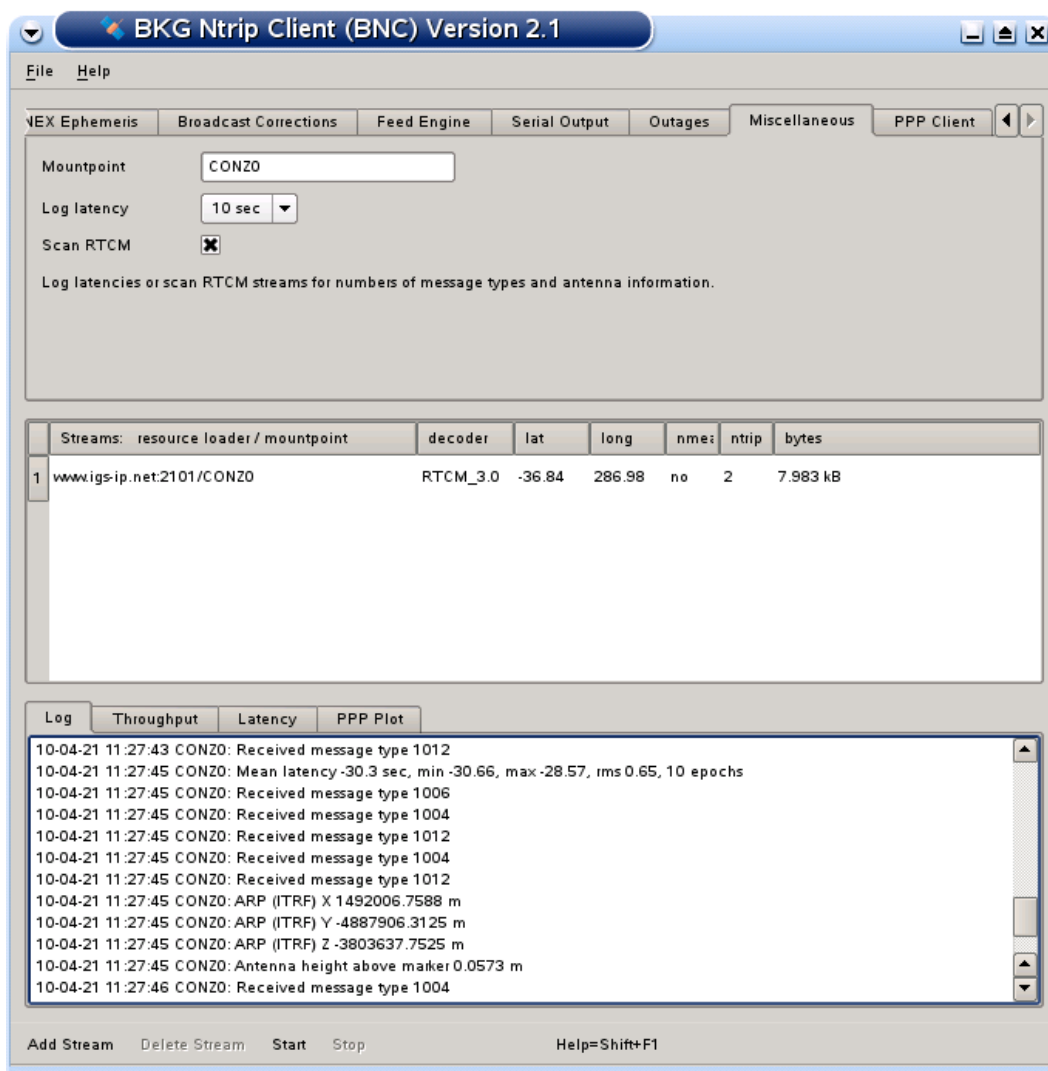 BKG Ntrip Client (BNC) Version 2.1
File Help
NEX Ephemeris Broadcast Corrections Feed Engine Serial Output Outages Miscellaneous PPP Client
Mountpoint CONZ0
Log latency 10 sec
Scan RTCM
Log latencies or scan RTCM streams for numbers of message types and antenna information.
Streams: resource loader / mountpoint decoder lat long nmea ntrip bytes
1 www.igs-ip.net:2101/CONZ0 RTCM_3.0 -36.84 286.98 no 2 7.983 kB
Log Throughput Latency PPP Plot
10-04-21 11:27:43 CONZ0: Received message type 1012
10-04-21 11:27:45 CONZ0: Mean latency -30.3 sec, min -30.66, max -28.57, rms 0.65, 10 epochs
10-04-21 11:27:45 CONZ0: Received message type 1006
10-04-21 11:27:45 CONZ0: Received message type 1004
10-04-21 11:27:45 CONZ0: Received message type 1012
10-04-21 11:27:45 CONZ0: Received message type 1004
10-04-21 11:27:45 CONZ0: Received message type 1012
10-04-21 11:27:45 CONZ0: ARP (ITRF) X 1492006.7588 m
10-04-21 11:27:45 CONZ0: ARP (ITRF) Y -4887906.3125 m
10-04-21 11:27:45 CONZ0: ARP (ITRF) Z -3803637.7525 m
10-04-21 11:27:45 CONZ0: Antenna height above marker 0.0573 m
10-04-21 11:27:46 CONZ0: Received message type 1004
Add Stream Delete Stream Start Stop Help=Shift+F1